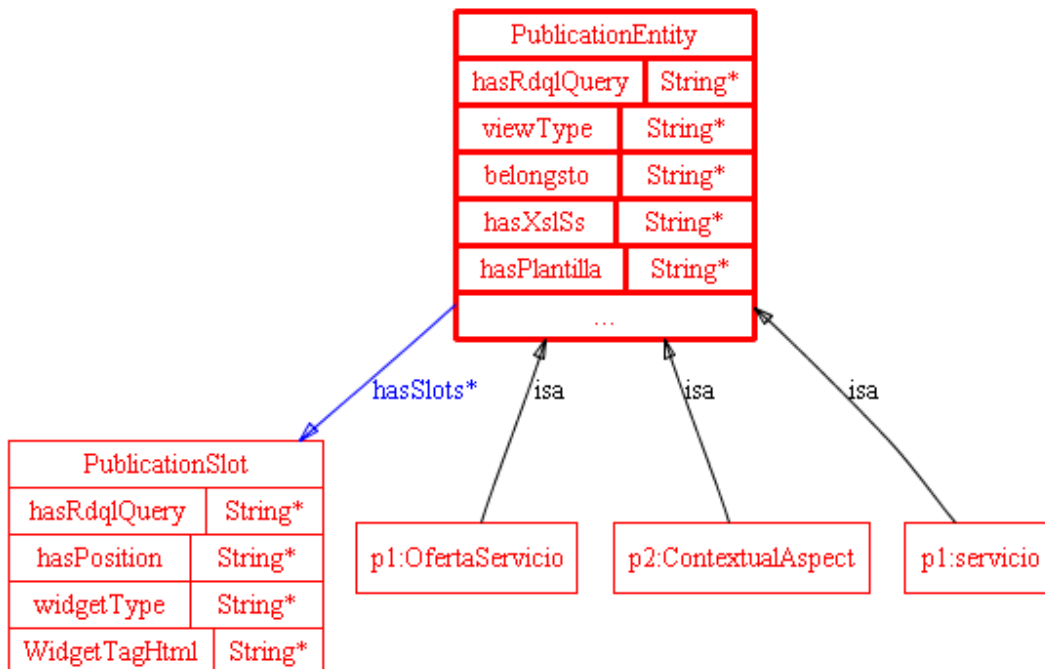 PublicationEntity
hasRdqlQuery String*
viewType String*
belongsto String*
hasXslSs String*
hasPlantilla String*
...
hasSlots* isa isa isa
PublicationSlot
hasRdqlQuery String*
hasPosition String*
widgetType String*
WidgetTagHtml String*
p1:OfertaServicio
p2:ContextualAspect
p1:servicio